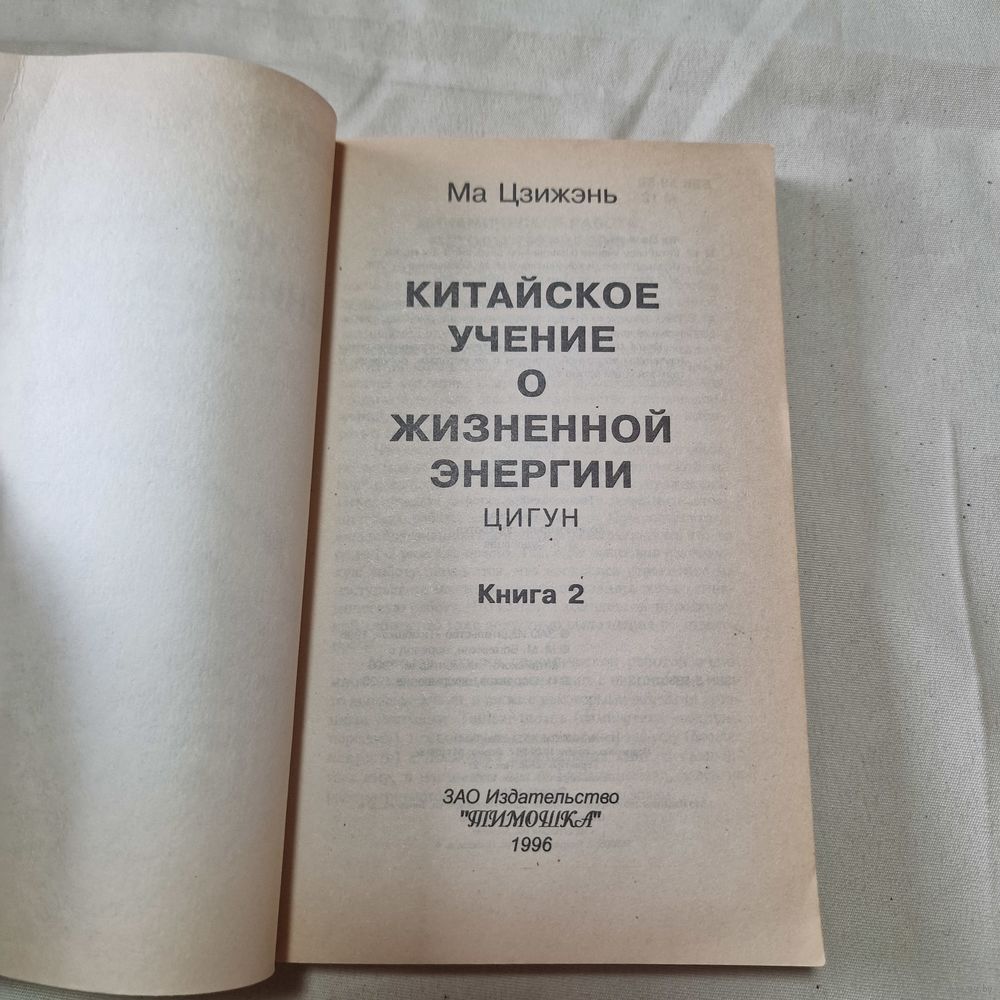 Ма Цзижэнь
КИТАЙСКОЕ
УЧЕНИЕ
О
ЖИЗНЕННОЙ
ЭНЕРГИИ
ЦИГУН
Книга 2
ЗАО Издательство
"ТИМОШКА"
1996